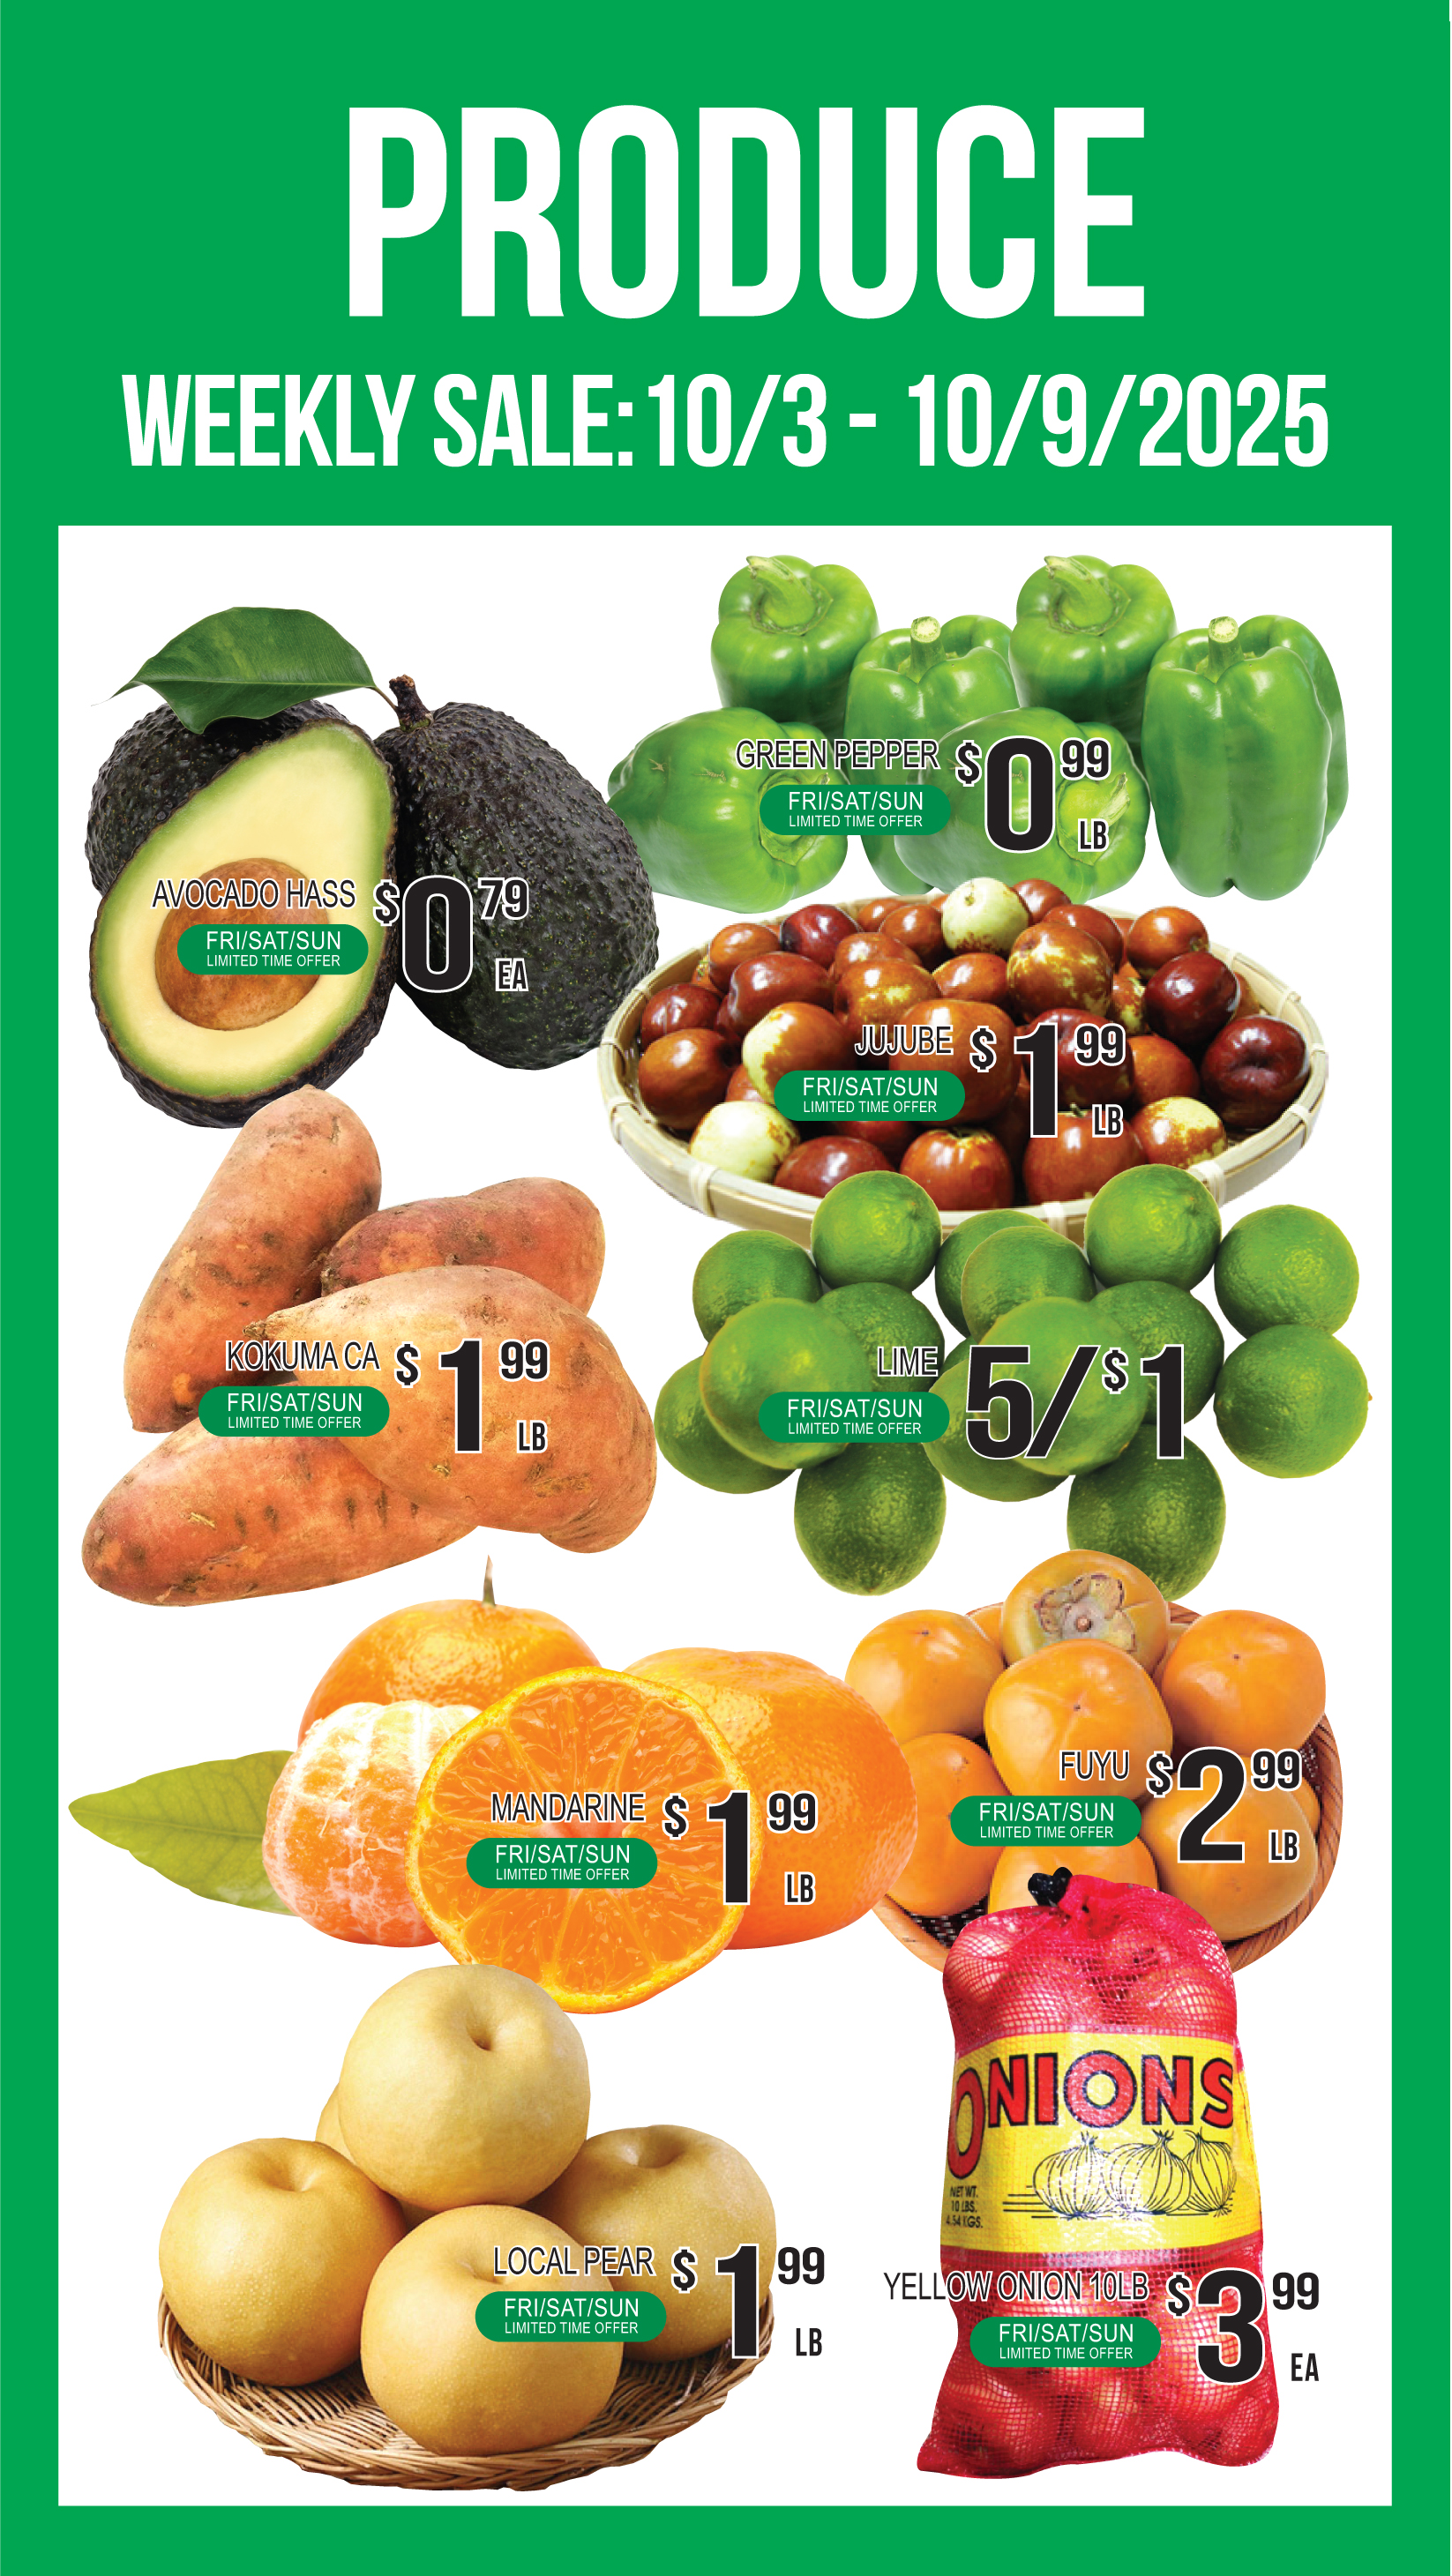 PRODUCE
WEEKLY SALE: 10/3 - 10/9/2025
GREEN PEPPER $0 99 LB
FRI/SAT/SUN
LIMITED TIME OFFER
AVOCADO HASS $0 79 EA
FRI/SAT/SUN
LIMITED TIME OFFER
JUJUBE $1 99 LB
FRI/SAT/SUN
LIMITED TIME OFFER
KOKUMA CA $1 99 LB
FRI/SAT/SUN
LIMITED TIME OFFER
LIME 5/$1
FRI/SAT/SUN
LIMITED TIME OFFER
MANDARINE $1 99 LB
FRI/SAT/SUN
LIMITED TIME OFFER
FUYU $2 99 LB
FRI/SAT/SUN
LIMITED TIME OFFER
ONIONS
NET WT.
10 LBS.
4.54 KGS.
LOCAL PEAR $1 99 LB
FRI/SAT/SUN
LIMITED TIME OFFER
YELLOW ONION 10LB $3 99 EA
FRI/SAT/SUN
LIMITED TIME OFFER